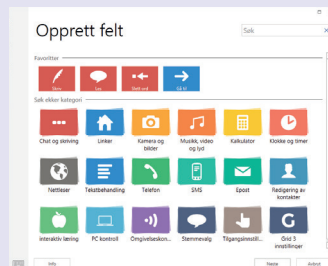 Opprett felt
Søk
Favoritter
Skriv
Les
Slett ord
Gå til
Søk etter kategori
Chat og skriving
Linker
Kamera og bilder
Musikk, video og lyd
Kalkulator
Klokke og timer
Nettleser
Tekstbehandling
Telefon
SMS
Epost
Redigering av kontakter
Interaktiv læring
PC kontroll
Omgivelseskon...
Stemmevalg
Tilgangsinnstill...
Grid 3 innstillinger
Info.
Neste
Avbryt